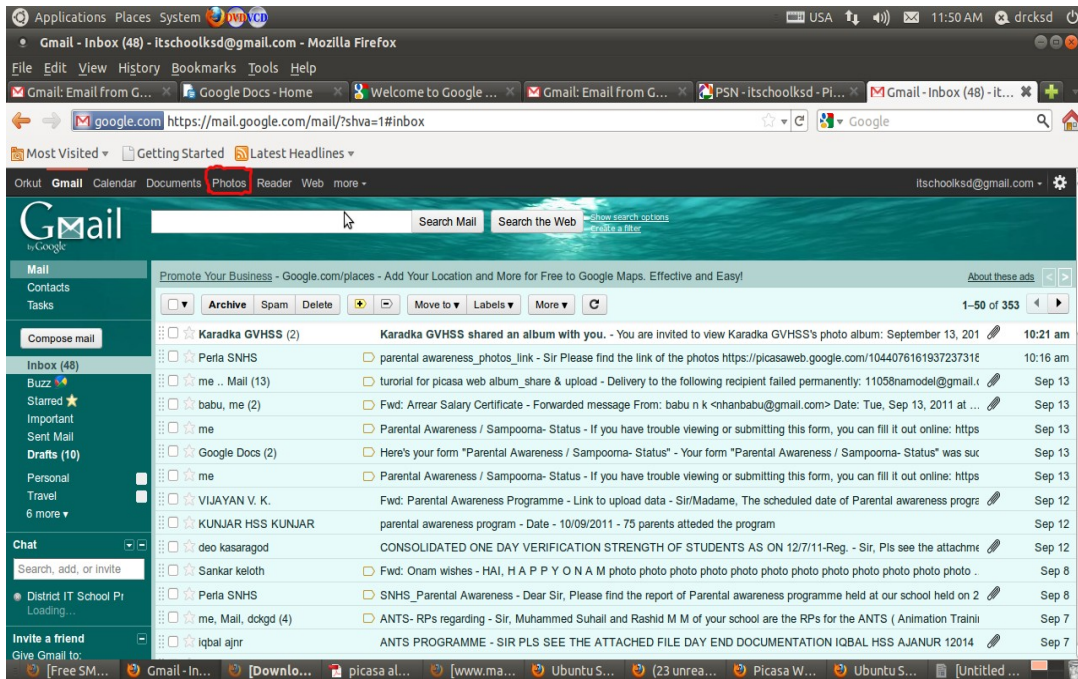 Applications Places System DVD VCD USA 11:50 AM drcksd
Gmail - Inbox (48) - itschoolksd@gmail.com - Mozilla Firefox
File Edit View History Bookmarks Tools Help
Gmail: Email from G... Google Docs - Home Welcome to Google ... Gmail: Email from G... PSN - itschoolksd - Pi... Gmail - Inbox (48) - it...
google.com https://mail.google.com/mail/?shva=1#inbox Google
Most Visited Getting Started Latest Headlines
Orkut Gmail Calendar Documents Photos Reader Web more itschoolksd@gmail.com
Gmail by Google
Search Mail Search the Web Show search options
Create a filter
Mail
Contacts
Tasks
Compose mail
Inbox (48)
Buzz
Starred
Important
Sent Mail
Drafts (10)
Personal
Travel
6 more
Chat
Search, add, or invite
District IT School Pr
Loading...
Invite a friend
Give Gmail to:
Promote Your Business - Google.com/places - Add Your Location and More for Free to Google Maps. Effective and Easy! About these ads < >
Archive Spam Delete Move to Labels More 1–50 of 353
Karadka GVHSS (2) Karadka GVHSS shared an album with you. - You are invited to view Karadka GVHSS's photo album: September 13, 201 10:21 am
Perla SNHS parental awareness_photos_link - Sir Please find the link of the photos https://picasaweb.google.com/1044076161937237318 10:16 am
me .. Mail (13) turorial for picasa web album_share & upload - Delivery to the following recipient failed permanently: 11058namodel@gmail.c Sep 13
babu, me (2) Fwd: Arrear Salary Certificate - Forwarded message From: babu n k <nhanbabu@gmail.com> Date: Tue, Sep 13, 2011 at ... Sep 13
me Parental Awareness / Sampoorna- Status - If you have trouble viewing or submitting this form, you can fill it out online: https Sep 13
Google Docs (2) Here's your form "Parental Awareness / Sampoorna- Status" - Your form "Parental Awareness / Sampoorna- Status" was suc Sep 13
me Parental Awareness / Sampoorna- Status - If you have trouble viewing or submitting this form, you can fill it out online: https Sep 13
VIJAYAN V. K. Fwd: Parental Awareness Programme - Link to upload data - Sir/Madame, The scheduled date of Parental awareness progra Sep 12
KUNJAR HSS KUNJAR parental awareness program - Date - 10/09/2011 - 75 parents atteded the program Sep 12
deo kasaragod CONSOLIDATED ONE DAY VERIFICATION STRENGTH OF STUDENTS AS ON 12/7/11-Reg. - Sir, Pls see the attachme Sep 12
Sankar keloth Fwd: Onam wishes - HAI, H A P P Y O N A M photo photo photo photo photo photo photo photo photo photo photo . Sep 8
Perla SNHS SNHS_Parental Awareness - Dear Sir, Please find the report of Parental awareness programme held at our school held on 2 Sep 8
me, Mail, dckgd (4) ANTS- RPs regarding - Sir, Muhammed Suhail and Rashid M M of your school are the RPs for the ANTS ( Animation Traini Sep 7
iqbal ajnr ANTS PROGRAMME - SIR PLS SEE THE ATTACHED FILE DAY END DOCUMENTATION IQBAL HSS AJANUR 12014 Sep 7
[Free SM... Gmail - In... [Downlo... picasa al... [www.ma... Ubuntu S... (23 unrea... Picasa W... Ubuntu S... [Untitled ...